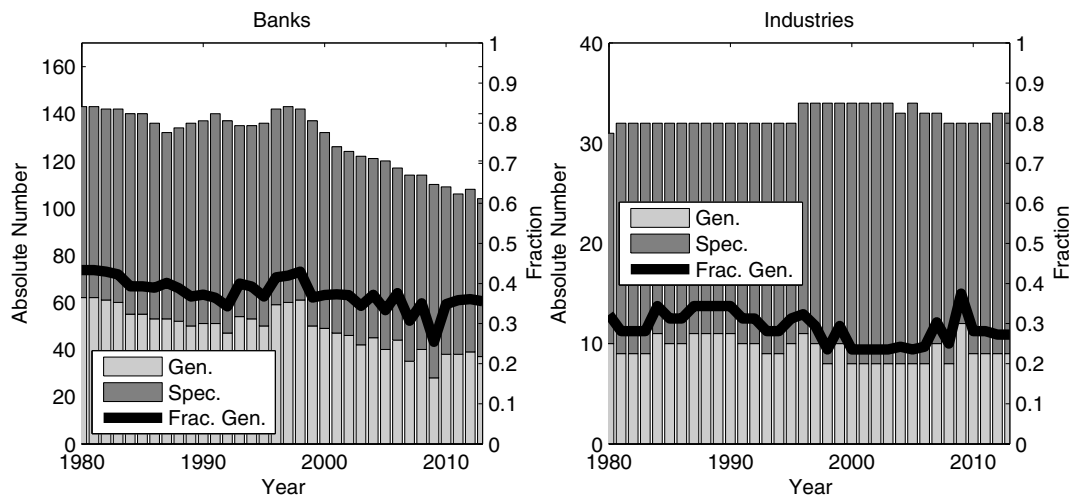 Banks
160
140
120
100
80
60
40
20
0
Absolute Number
1
0.9
0.8
0.7
0.6
0.5
0.4
0.3
0.2
0.1
0
Fraction
Gen.
Spec.
Frac. Gen.
1980 1990 2000 2010
Year
Industries
40
30
20
10
0
Absolute Number
1
0.9
0.8
0.7
0.6
0.5
0.4
0.3
0.2
0.1
0
Fraction
Gen.
Spec.
Frac. Gen.
1980 1990 2000 2010
Year